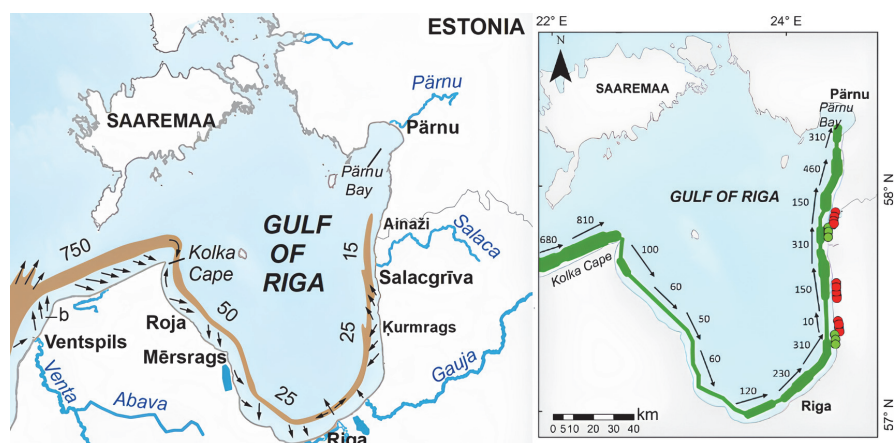 ESTONIA
Pärnu
Pärnu
SAAREMAA
Pärnu
Bay
GULF
OF
RIGA
Ainaži
Salaca
750
Kolka
Cape
15
Salacgrīva
b
50
Roja
Ķurmrags
25
Ventspils
Mērsrags
Gauja
Venta
Abava
25
Riga
22° E
24° E
N
Pärnu
SAAREMAA
Pärnu
Bay
310
460
58° N
GULF OF RIGA
150
810
680
310
Kolka Cape
100
60
150
50
10
60
310
230
120
Riga
km
0 5 10 20 30 40
57° N